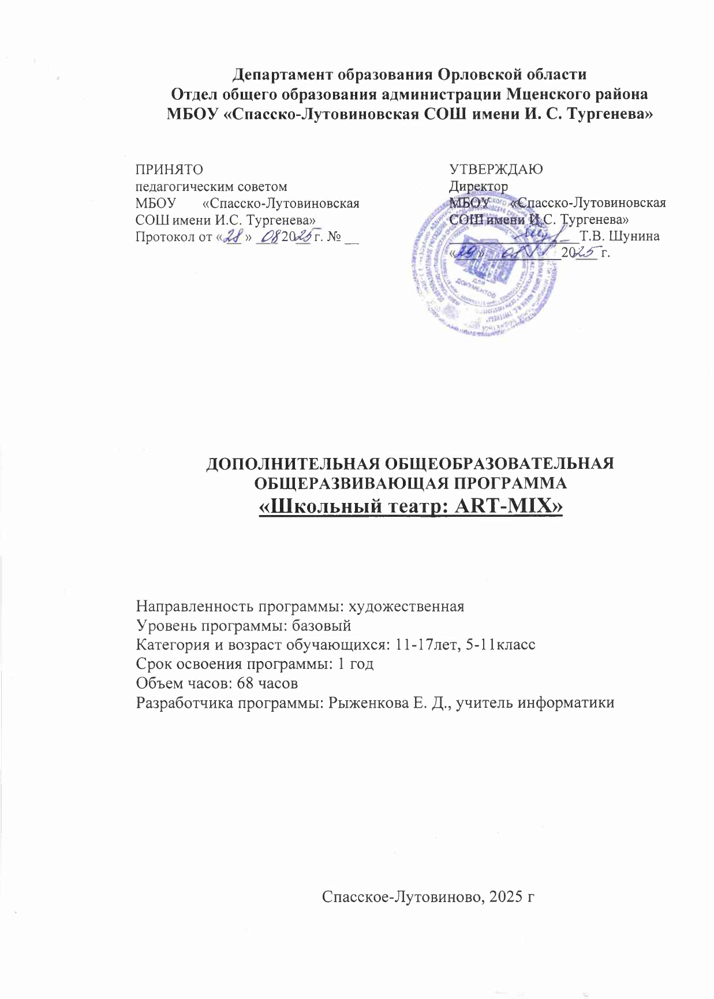 Департамент образования Орловской области
Отдел общего образования администрации Мценского района
МБОУ «Спасско-Лутовиновская СОШ имени И. С. Тургенева»
ПРИНЯТО
педагогическим советом
МБОУ «Спасско-Лутовиновская
СОШ имени И.С. Тургенева»
Протокол от «28» 08 2025 г. № __
УТВЕРЖДАЮ
Директор
МБОУ «Спасско-Лутовиновская
СОШ имени И.С. Тургенева»
Т.В. Шунина
«29» 08 2025 г.
ДЛЯ
ДОКУМЕНТОВ
ДОПОЛНИТЕЛЬНАЯ ОБЩЕОБРАЗОВАТЕЛЬНАЯ
ОБЩЕРАЗВИВАЮЩАЯ ПРОГРАММА
«Школьный театр: ART-MIX»
Направленность программы: художественная
Уровень программы: базовый
Категория и возраст обучающихся: 11-17лет, 5-11класс
Срок освоения программы: 1 год
Объем часов: 68 часов
Разработчика программы: Рыженкова Е. Д., учитель информатики
Спасское-Лутовиново, 2025 г